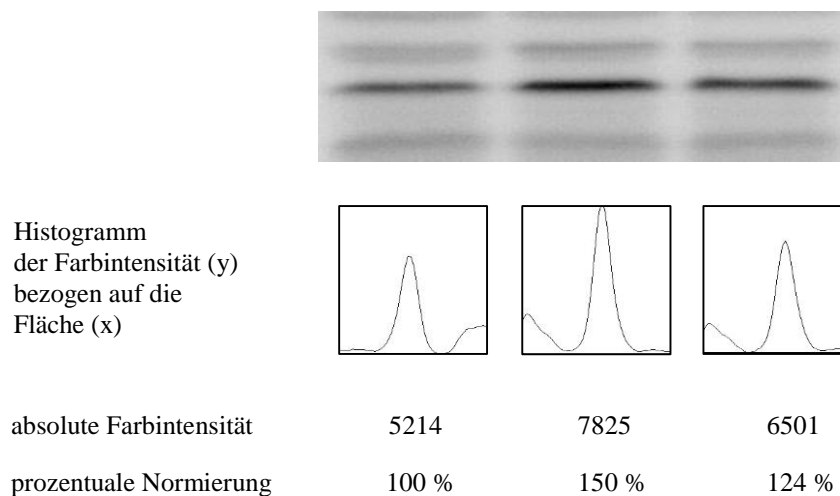 Histogramm
der Farbintensität (y)
bezogen auf die
Fläche (x)
absolute Farbintensität 5214 7825 6501
prozentuale Normierung 100 % 150 % 124 %